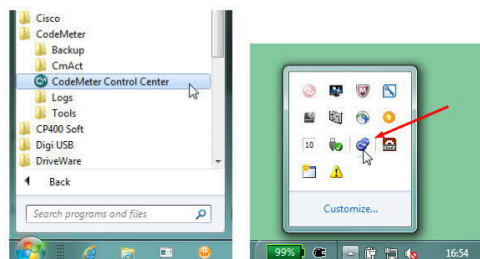 Cisco
CodeMeter
Backup
CmAct
CodeMeter Control Center
Logs
Tools
CP400 Soft
Digi USB
DriveWare
Back
Search programs and files
10
Customize...
99%
16:54